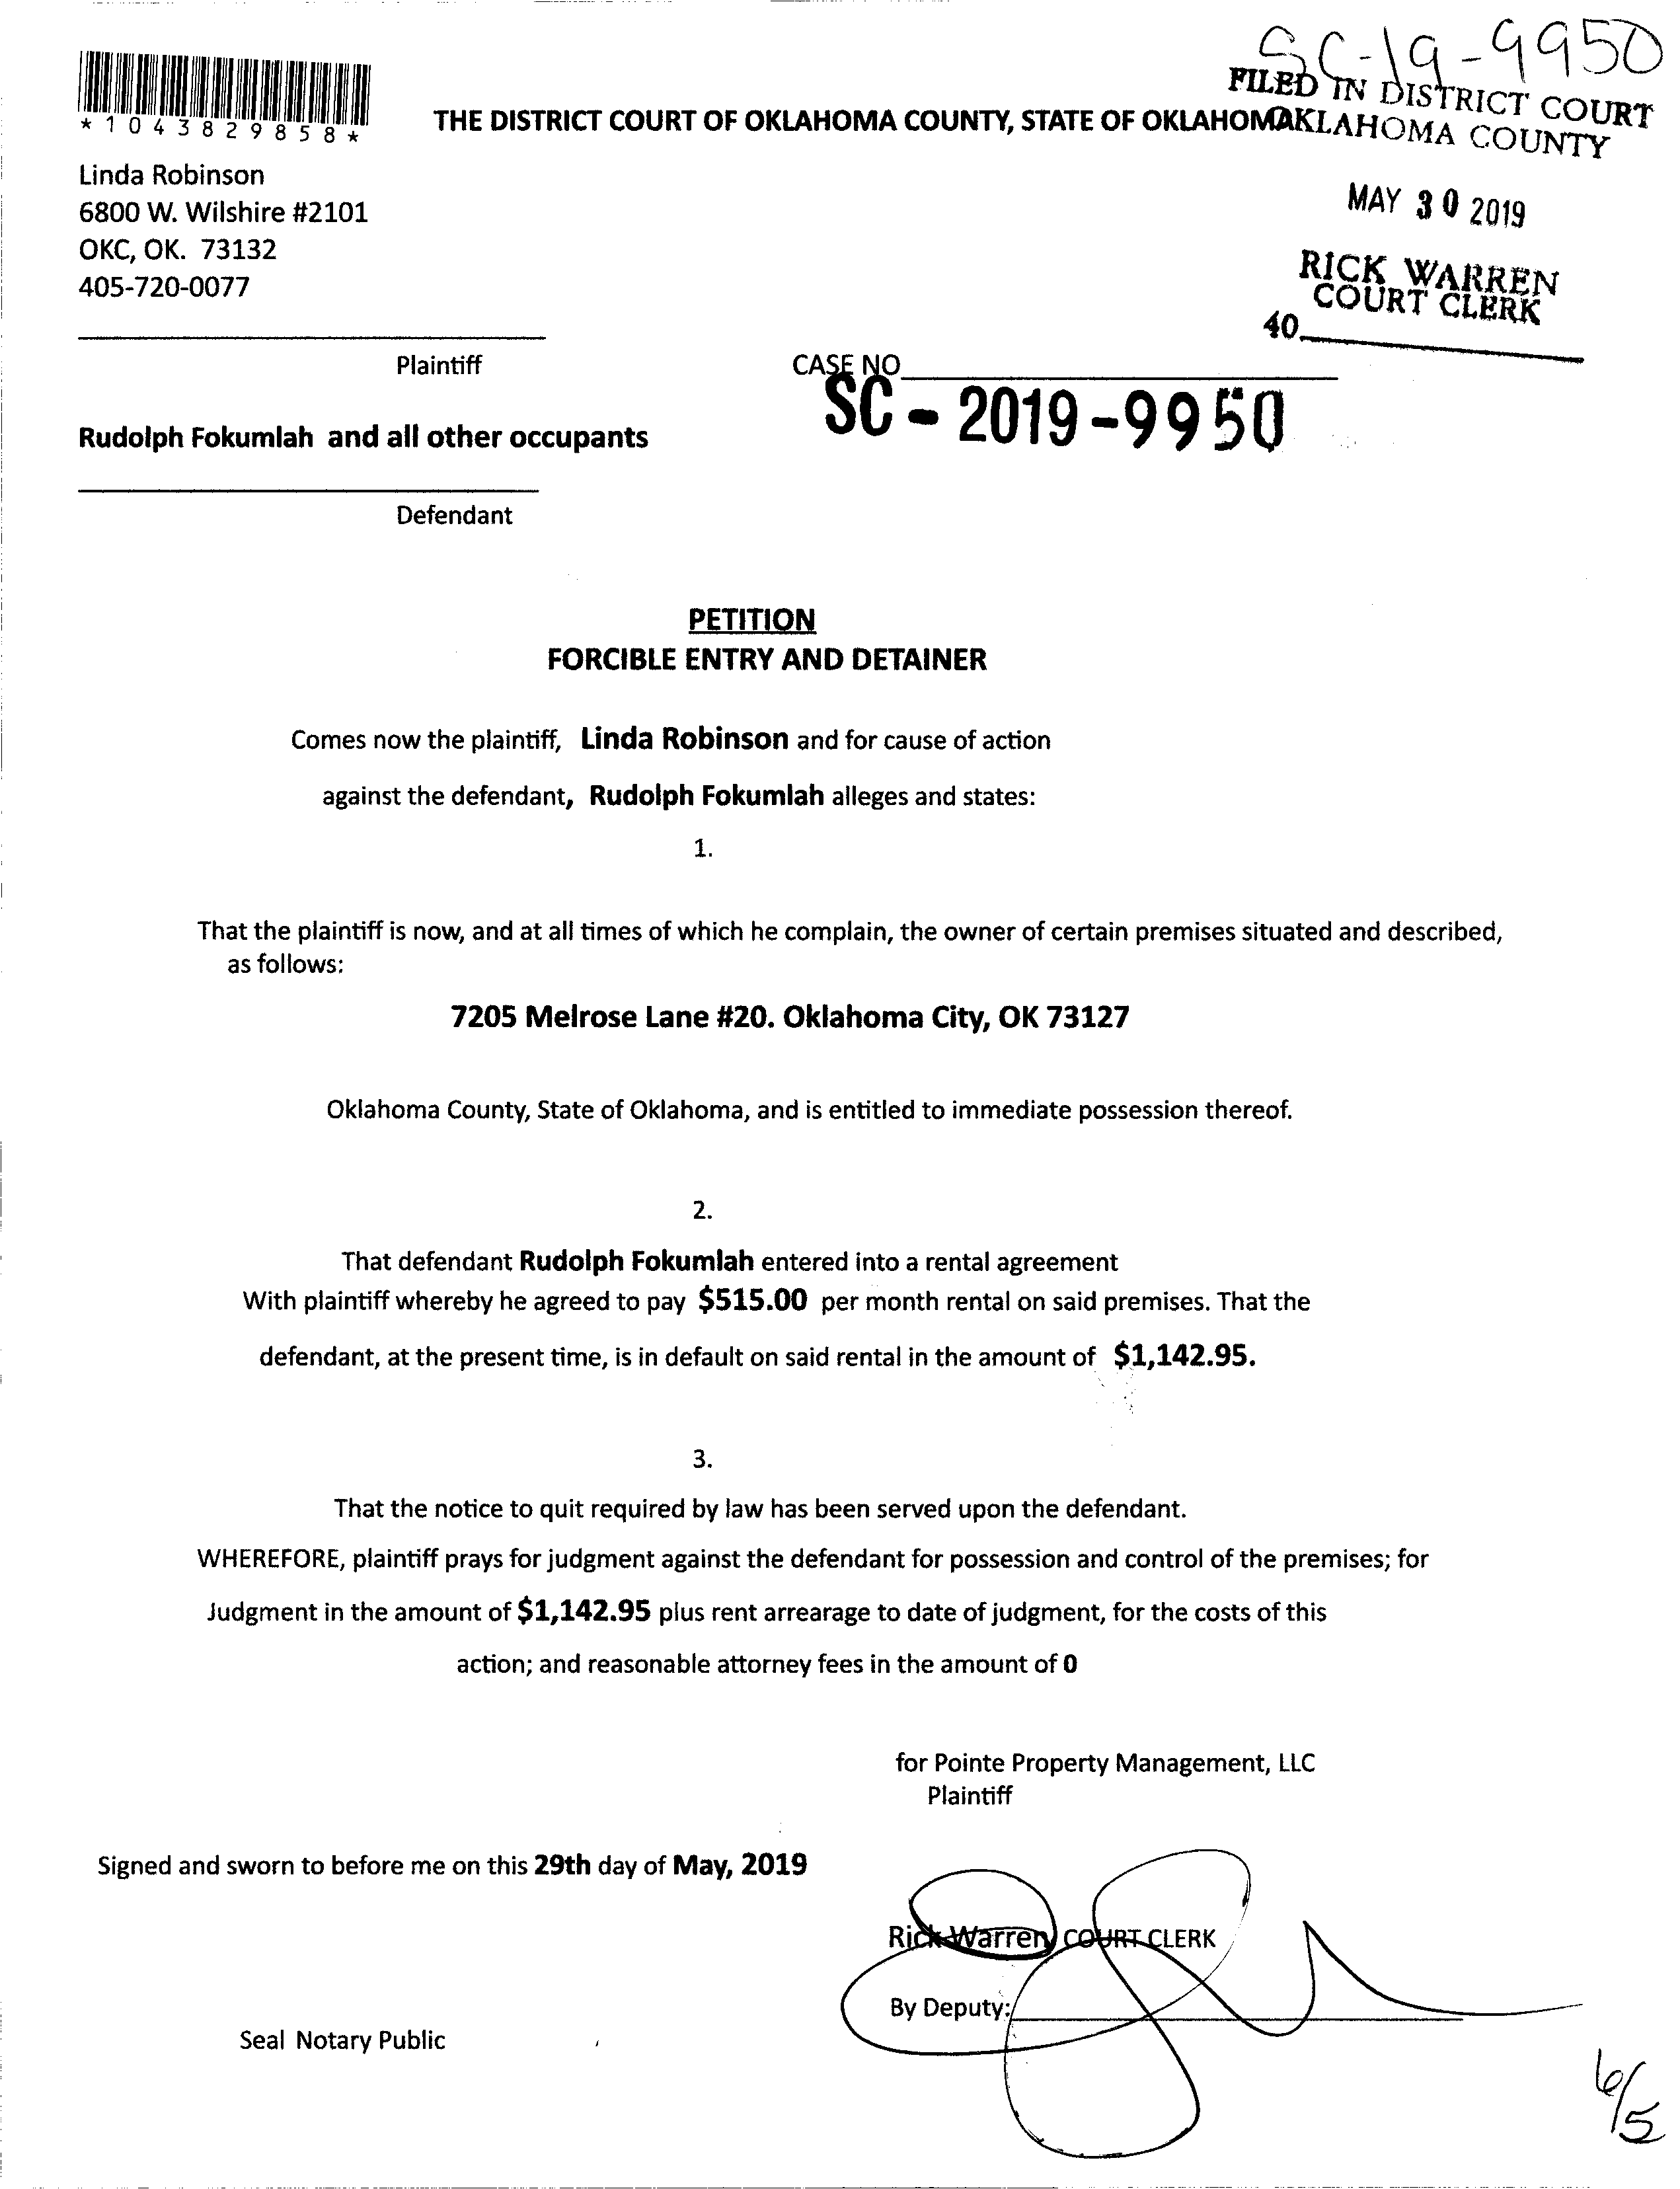 SC-19-9950
FILED IN DISTRICT COURT
OKLAHOMA COUNTY
*1043829858*
THE DISTRICT COURT OF OKLAHOMA COUNTY, STATE OF OKLAHOMA
MAY 30 2019
RICK WARREN
COURT CLERK
40
Linda Robinson
6800 W. Wilshire #2101
OKC, OK. 73132
405-720-0077
Plaintiff
CASE NO
SC - 2019-9950
Rudolph Fokumlah and all other occupants
Defendant
PETITION
FORCIBLE ENTRY AND DETAINER
Comes now the plaintiff, Linda Robinson and for cause of action
against the defendant, Rudolph Fokumlah alleges and states:
1.
That the plaintiff is now, and at all times of which he complain, the owner of certain premises situated and described,
as follows:
7205 Melrose Lane #20. Oklahoma City, OK 73127
Oklahoma County, State of Oklahoma, and is entitled to immediate possession thereof.
2.
That defendant Rudolph Fokumlah entered into a rental agreement
With plaintiff whereby he agreed to pay $515.00 per month rental on said premises. That the
defendant, at the present time, is in default on said rental in the amount of $1,142.95.
3.
That the notice to quit required by law has been served upon the defendant.
WHEREFORE, plaintiff prays for judgment against the defendant for possession and control of the premises; for
Judgment in the amount of $1,142.95 plus rent arrearage to date of judgment, for the costs of this
action; and reasonable attorney fees in the amount of 0
for Pointe Property Management, LLC
Plaintiff
Signed and sworn to before me on this 29th day of May, 2019
Rick Warren, COURT CLERK
By Deputy:
Seal Notary Public
6/5